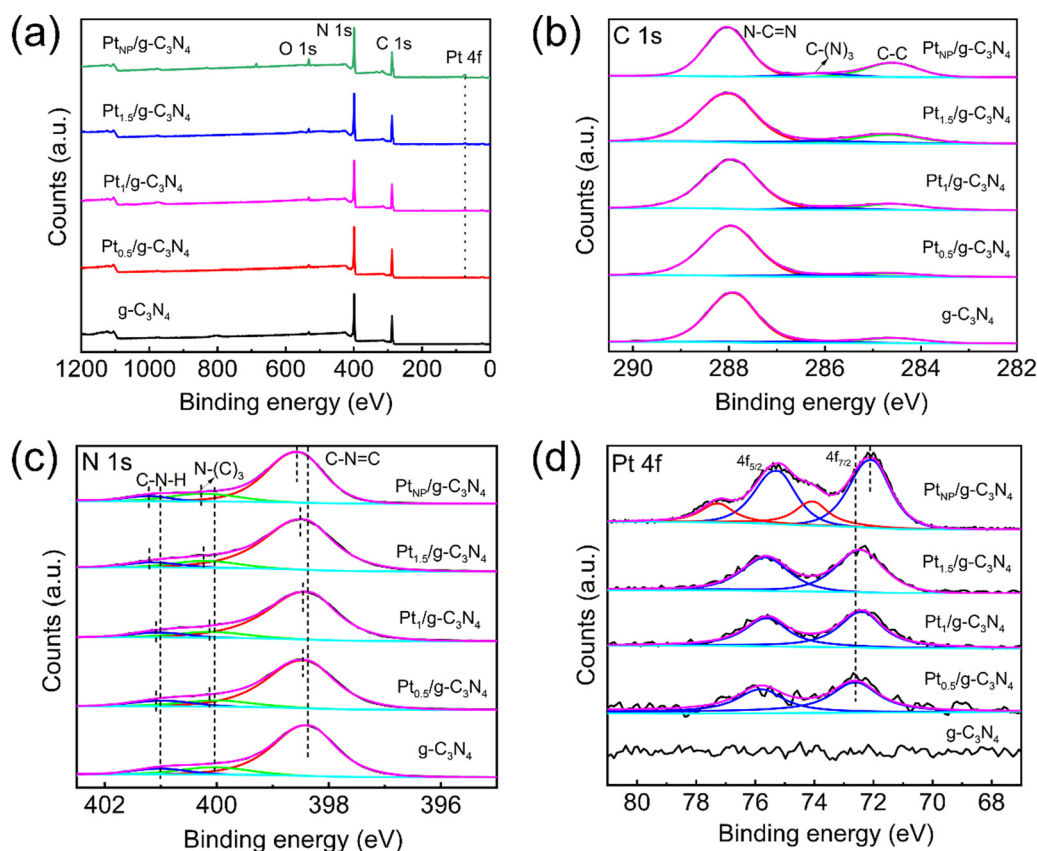 (a)
N 1s
Pt_NP/g-C₃N₄
O 1s
C 1s
Pt 4f
Pt₁.₅/g-C₃N₄
Pt₁/g-C₃N₄
Pt₀.₅/g-C₃N₄
g-C₃N₄
Counts (a.u.)
1200 1000 800 600 400 200 0
Binding energy (eV)
(b)
C 1s
N-C=N
C-(N)₃
C-C
Pt_NP/g-C₃N₄
Pt₁.₅/g-C₃N₄
Pt₁/g-C₃N₄
Pt₀.₅/g-C₃N₄
g-C₃N₄
Counts (a.u.)
290 288 286 284 282
Binding energy (eV)
(c)
N 1s
C-N-H
N-(C)₃
C-N=C
Pt_NP/g-C₃N₄
Pt₁.₅/g-C₃N₄
Pt₁/g-C₃N₄
Pt₀.₅/g-C₃N₄
g-C₃N₄
Counts (a.u.)
402 400 398 396
Binding energy (eV)
(d)
Pt 4f
4f₅/₂
4f₇/₂
Pt_NP/g-C₃N₄
Pt₁.₅/g-C₃N₄
Pt₁/g-C₃N₄
Pt₀.₅/g-C₃N₄
g-C₃N₄
Counts (a.u.)
80 78 76 74 72 70 68
Binding energy (eV)